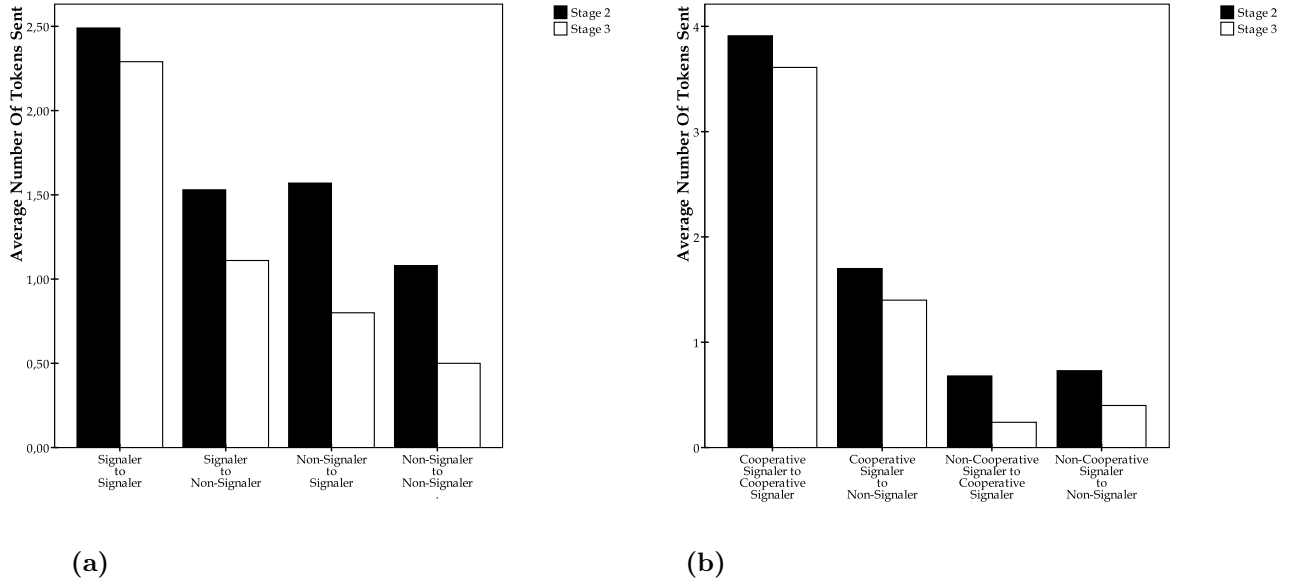 Average Number Of Tokens Sent
2,50
2,00
1,50
1,00
0,50
0,00
Signaler
to
Signaler
Signaler
to
Non-Signaler
Non-Signaler
to
Signaler
Non-Signaler
to
Non-Signaler
.
Stage 2
Stage 3
(a)
Average Number Of Tokens Sent
4
3
2
1
0
Cooperative
Signaler to
Cooperative
Signaler
Cooperative
Signaler
to
Non-Signaler
Non-Cooperative
Signaler to
Cooperative
Signaler
Non-Cooperative
Signaler
to
Non-Signaler
Stage 2
Stage 3
(b)